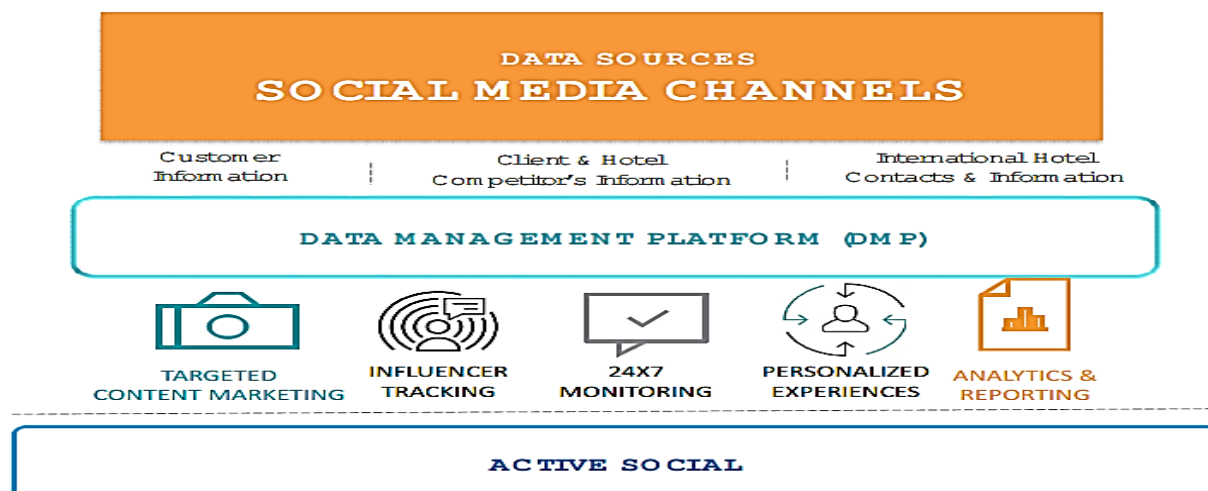 DATA SOURCES
SOCIAL MEDIA CHANNELS
Customer
Information
Client & Hotel
Competitor's Information
International Hotel
Contacts & Information
DATA MANAGEMENT PLATFORM (DMP)
TARGETED
CONTENT MARKETING
INFLUENCER
TRACKING
24X7
MONITORING
PERSONALIZED
EXPERIENCES
ANALYTICS &
REPORTING
ACTIVE SOCIAL